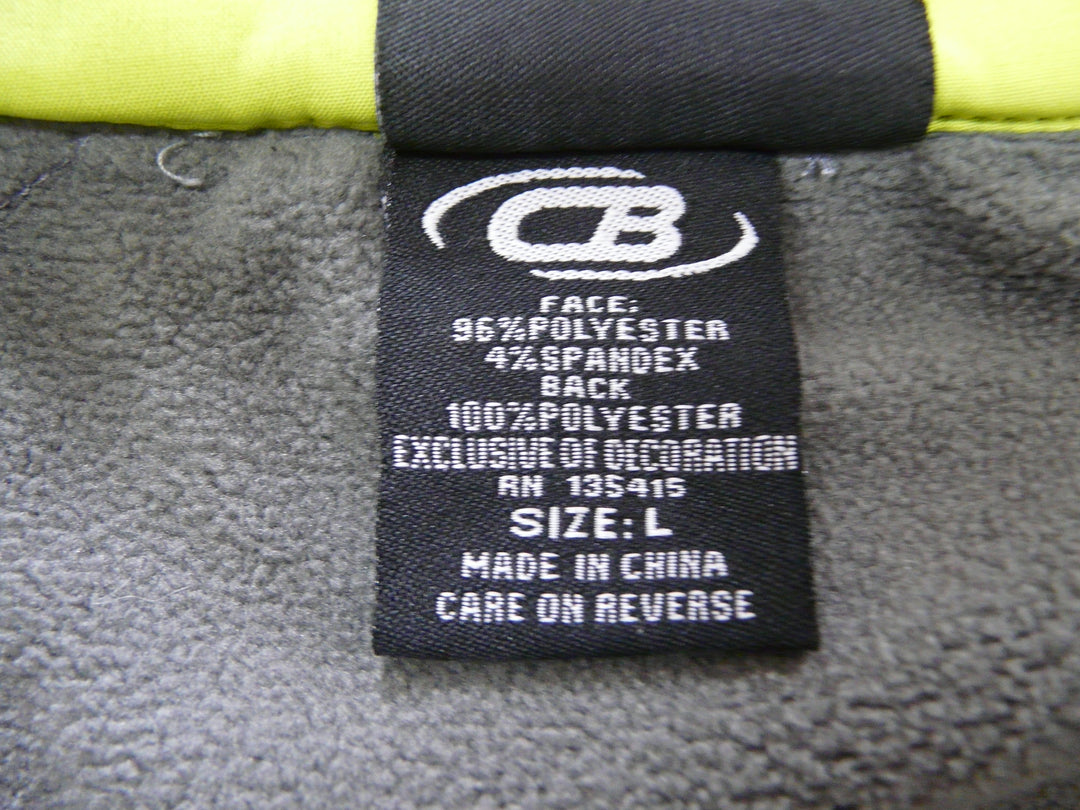 CB
FACE:
96%POLYESTER
4%SPANDEX
BACK
100%POLYESTER
EXCLUSIVE OF DECORATION
RN 135415
SIZE: L
MADE IN CHINA
CARE ON REVERSE